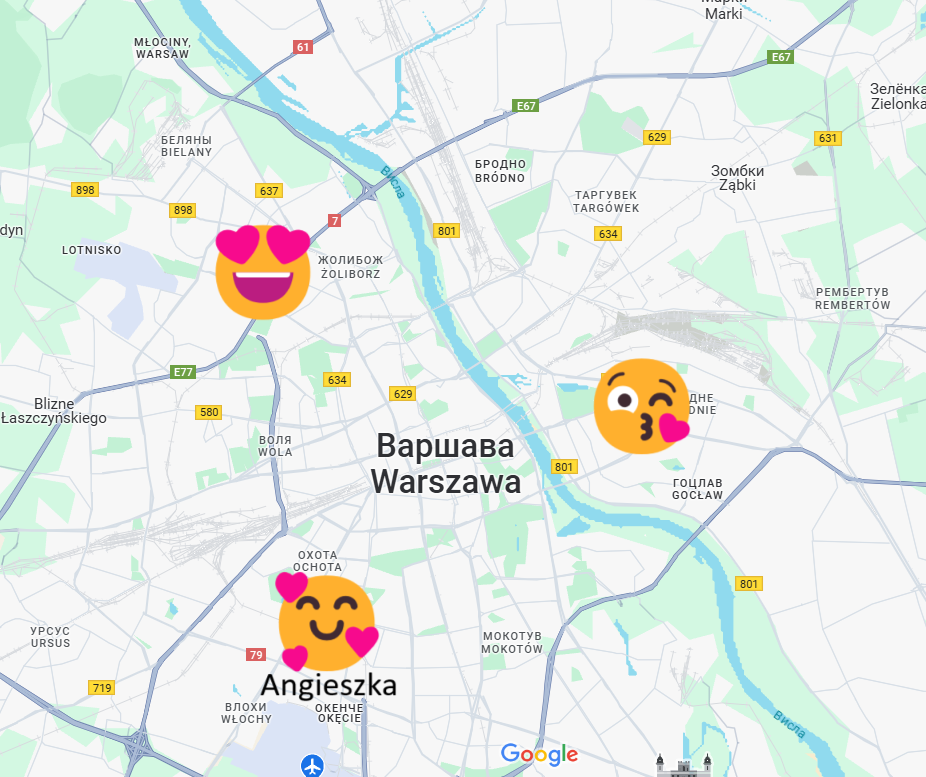 Марки
Marki
MŁOCINY,
WARSAW
61
E67
Зелёнка
Zielonka
E67
БЕЛЯНЫ
BIELANY
629
631
БРОДНО
BRÓDNO
Зомбки
Ząbki
Висла
898
637
898
7
ТАРГУВЕК
TARGÓWEK
801
634
dyn
LOTNISKO
ЖОЛИБОЖ
ŻOLIBORZ
РЕМБЕРТУВ
REMBERTÓW
E77
634
629
ДНЕ
DNIE
Blizne
Łaszczyńskiego
580
ВОЛЯ
WOLA
Варшава
Warszawa
801
ГОЦЛАВ
GOCŁAW
ОХОТА
OCHOTA
801
УРСУС
URSUS
МОКОТУВ
MOKOTÓW
79
Angieszka
719
ВЛОХИ
WŁOCHY
ОКЕНЧЕ
OKĘCIE
Висла
Google